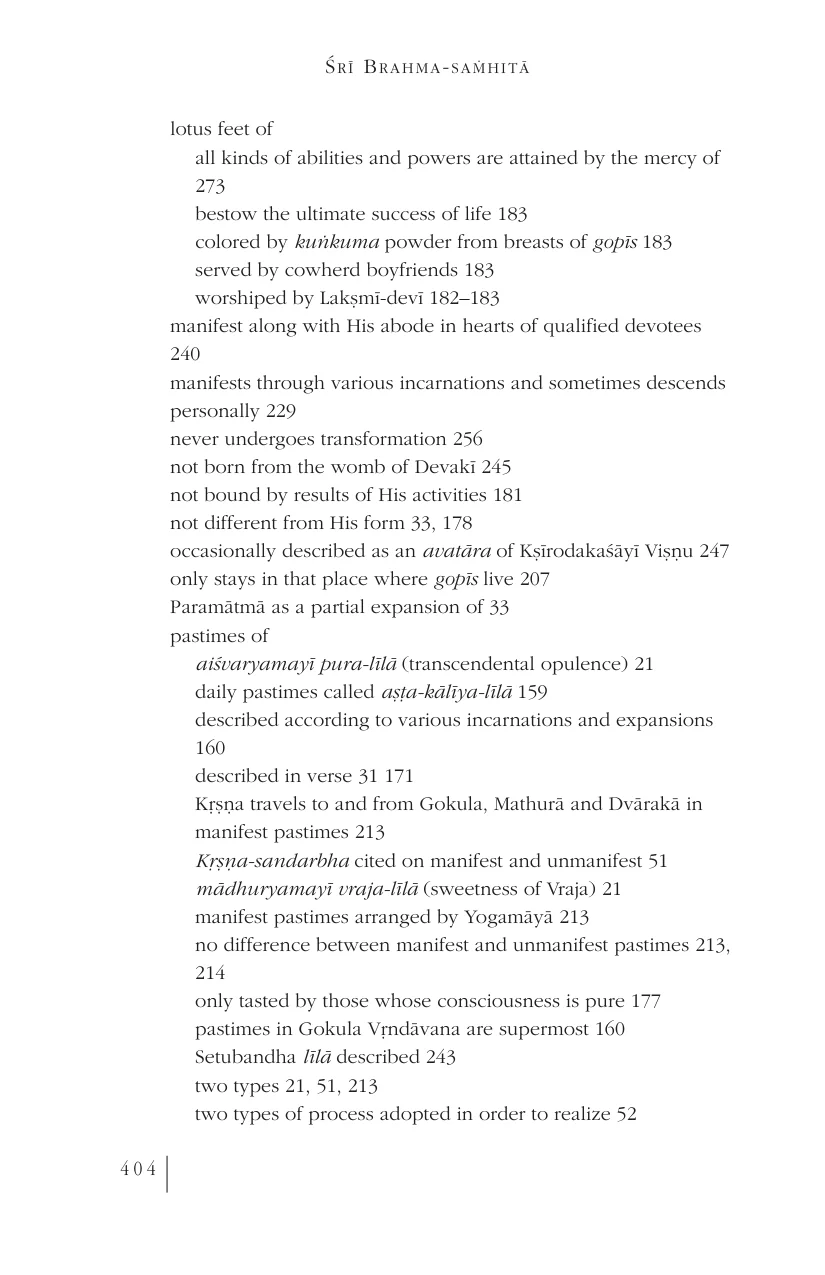 ŚRĪ BRAHMA-SAṀHITĀ
lotus feet of
all kinds of abilities and powers are attained by the mercy of
273
bestow the ultimate success of life 183
colored by kuṅkuma powder from breasts of gopīs 183
served by cowherd boyfriends 183
worshiped by Lakṣmī-devī 182–183
manifest along with His abode in hearts of qualified devotees
240
manifests through various incarnations and sometimes descends
personally 229
never undergoes transformation 256
not born from the womb of Devakī 245
not bound by results of His activities 181
not different from His form 33, 178
occasionally described as an avatāra of Kṣīrodakaśāyī Viṣṇu 247
only stays in that place where gopīs live 207
Paramātmā as a partial expansion of 33
pastimes of
aiśvaryamayī pura-līlā (transcendental opulence) 21
daily pastimes called aṣṭa-kālīya-līlā 159
described according to various incarnations and expansions
160
described in verse 31 171
Kṛṣṇa travels to and from Gokula, Mathurā and Dvārakā in
manifest pastimes 213
Kṛṣṇa-sandarbha cited on manifest and unmanifest 51
mādhuryamayī vraja-līlā (sweetness of Vraja) 21
manifest pastimes arranged by Yogamāyā 213
no difference between manifest and unmanifest pastimes 213,
214
only tasted by those whose consciousness is pure 177
pastimes in Gokula Vṛndāvana are supermost 160
Setubandha līlā described 243
two types 21, 51, 213
two types of process adopted in order to realize 52
404